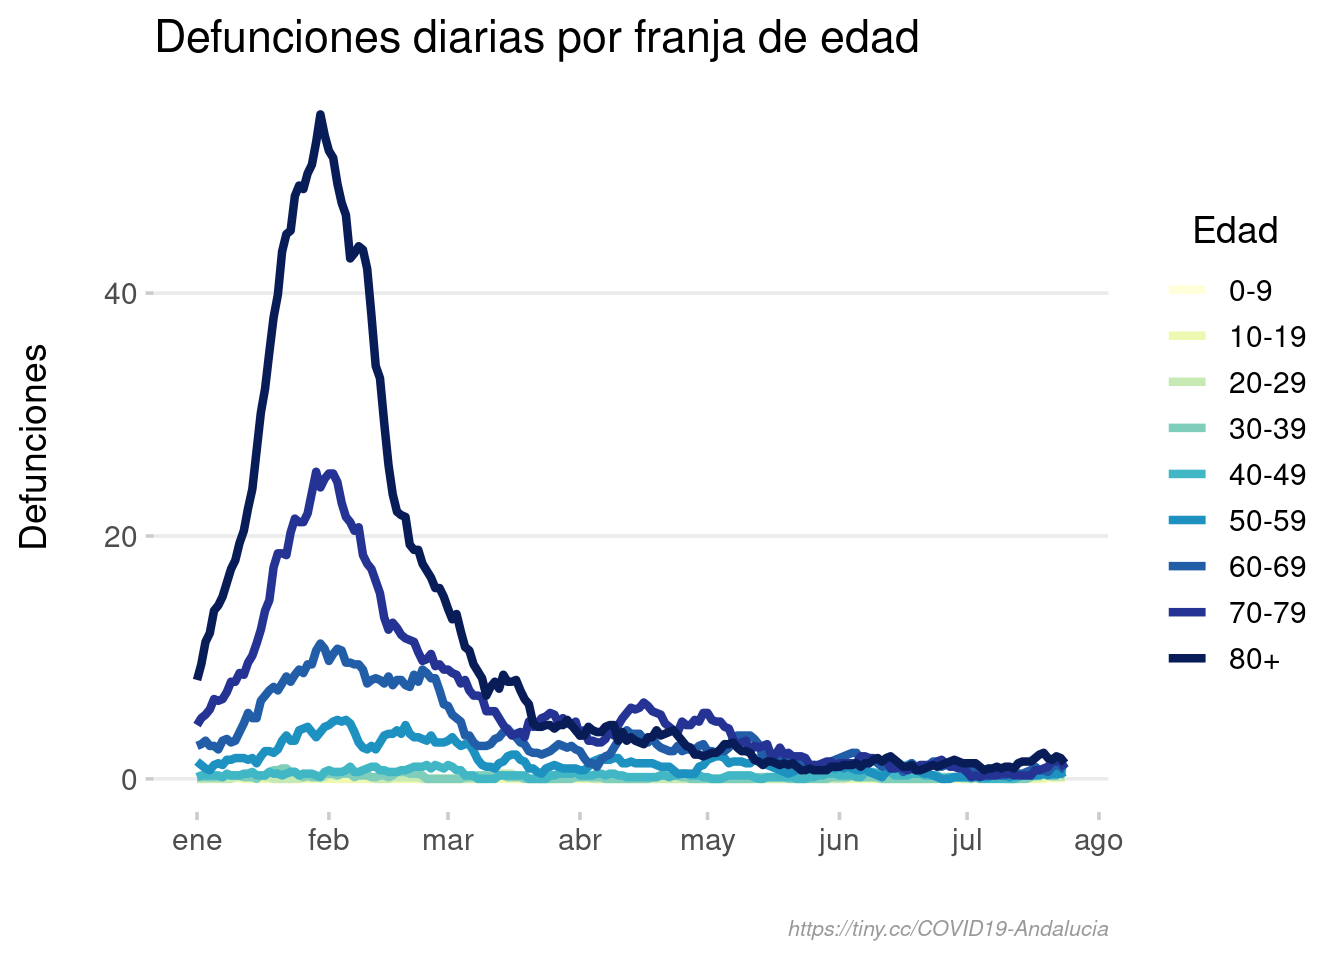 Defunciones diarias por franja de edad
Defunciones
40
20
0
ene feb mar abr may jun jul ago
Edad
0-9
10-19
20-29
30-39
40-49
50-59
60-69
70-79
80+
https://tiny.cc/COVID19-Andalucia